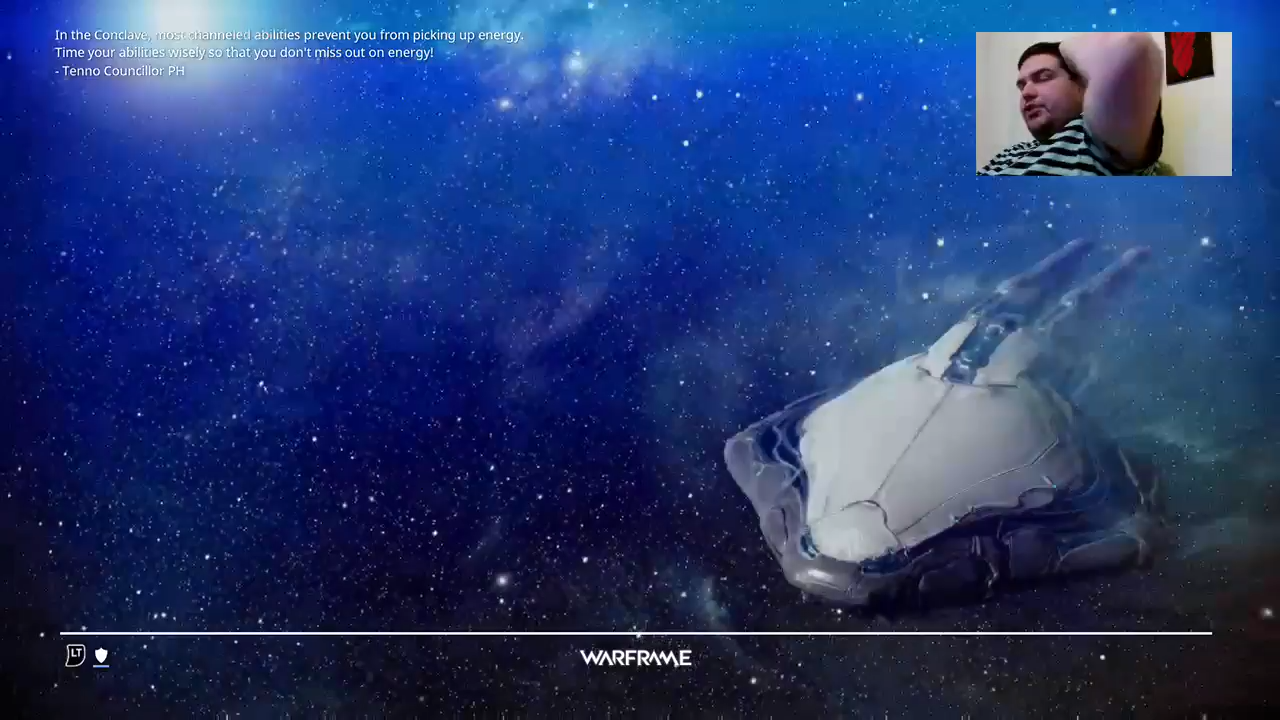 In the Conclave, most channeled abilities prevent you from picking up energy.
Time your abilities wisely so that you don't miss out on energy!
- Tenno Councillor PH
LT
WARFRAME